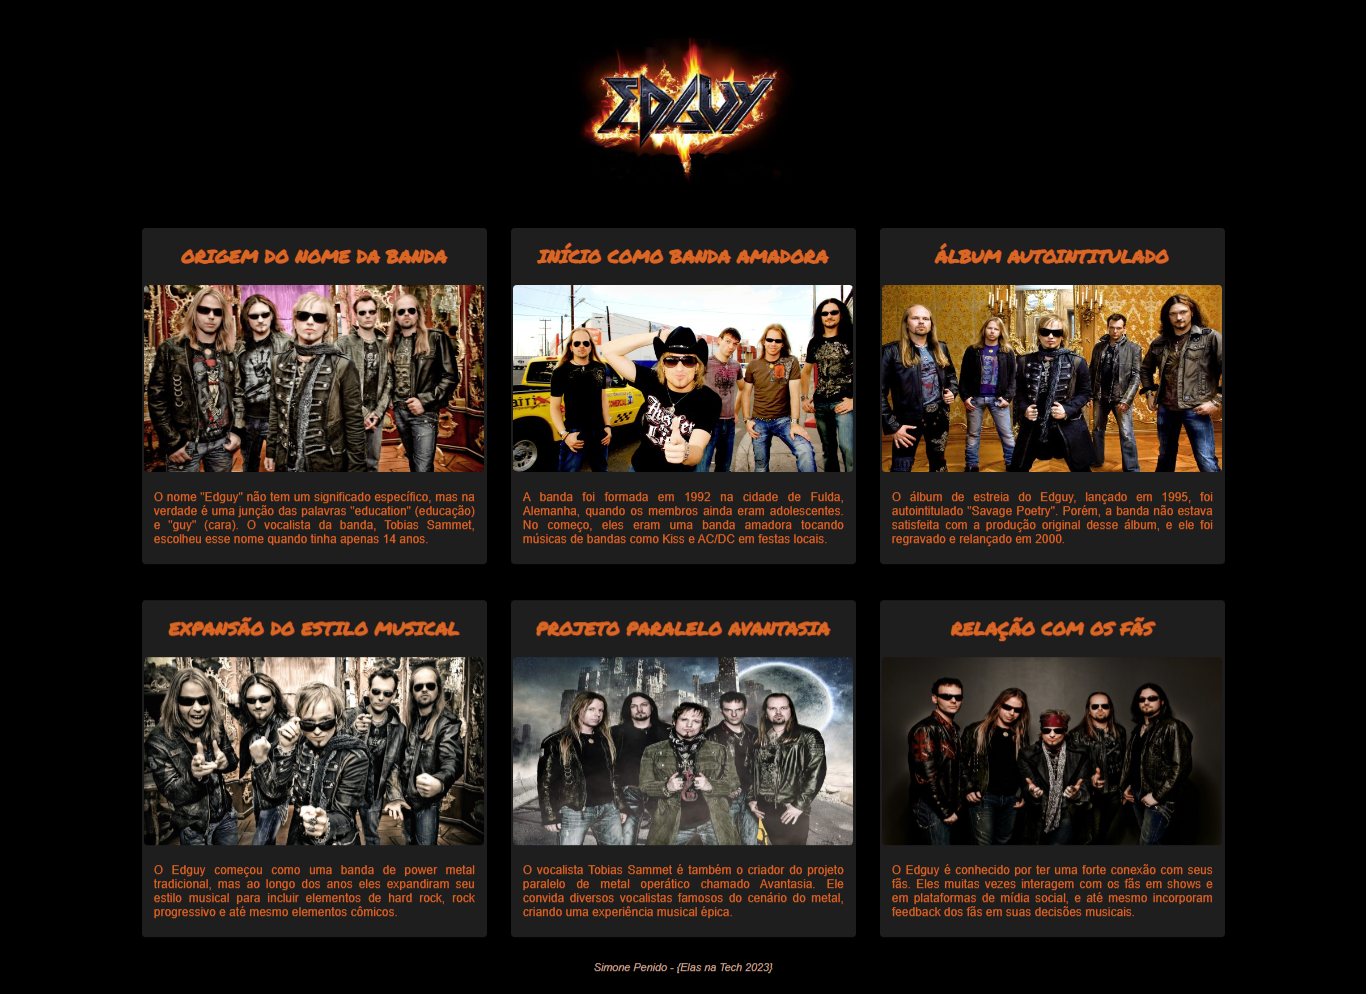 EDGUY
ORIGEM DO NOME DA BANDA
O nome "Edguy" não tem um significado específico, mas na
verdade é uma junção das palavras "education" (educação)
e "guy" (cara). O vocalista da banda, Tobias Sammet,
escolheu esse nome quando tinha apenas 14 anos.
INÍCIO COMO BANDA AMADORA
A banda foi formada em 1992 na cidade de Fulda,
Alemanha, quando os membros ainda eram adolescentes.
No começo, eles eram uma banda amadora tocando
músicas de bandas como Kiss e AC/DC em festas locais.
ÁLBUM AUTOINTITULADO
O álbum de estreia do Edguy, lançado em 1995, foi
autointitulado "Savage Poetry". Porém, a banda não estava
satisfeita com a produção original desse álbum, e ele foi
regravado e relançado em 2000.
EXPANSÃO DO ESTILO MUSICAL
O Edguy começou como uma banda de power metal
tradicional, mas ao longo dos anos eles expandiram seu
estilo musical para incluir elementos de hard rock, rock
progressivo e até mesmo elementos cômicos.
PROJETO PARALELO AVANTASIA
O vocalista Tobias Sammet é também o criador do projeto
paralelo de metal operático chamado Avantasia. Ele
convida diversos vocalistas famosos do cenário do metal,
criando uma experiência musical épica.
RELAÇÃO COM OS FÃS
O Edguy é conhecido por ter uma forte conexão com seus
fãs. Eles muitas vezes interagem com os fãs em shows e
em plataformas de mídia social, e até mesmo incorporam
feedback dos fãs em suas decisões musicais.
Simone Penido - {Elas na Tech 2023}